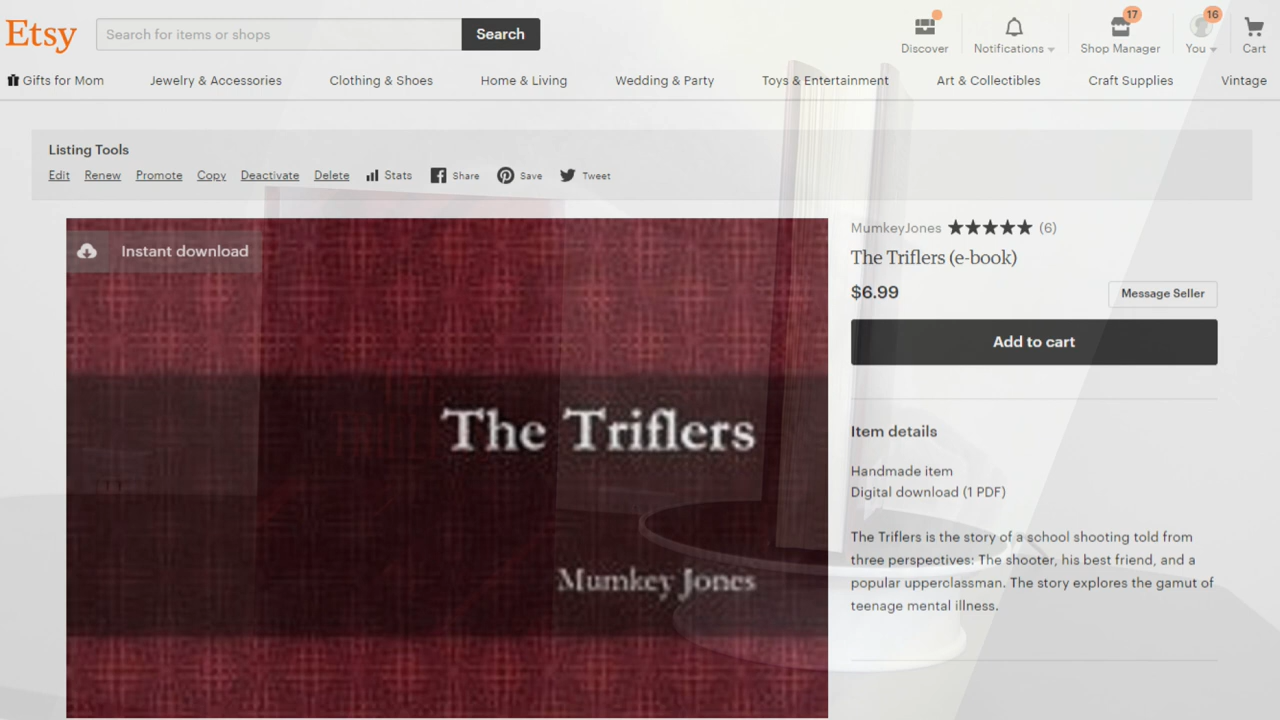 Etsy
Search for items or shops
Search
17
16
Discover
Notifications
Shop Manager
You
Cart
Gifts for Mom
Jewelry & Accessories
Clothing & Shoes
Home & Living
Wedding & Party
Toys & Entertainment
Art & Collectibles
Craft Supplies
Vintage
Listing Tools
Edit
Renew
Promote
Copy
Deactivate
Delete
Stats
Share
Save
Tweet
Instant download
The Triflers
Mumkey Jones
MumkeyJones ★★★★★ (6)
The Triflers (e-book)
$6.99
Message Seller
Add to cart
Item details
Handmade item
Digital download (1 PDF)
The Triflers is the story of a school shooting told from
three perspectives: The shooter, his best friend, and a
popular upperclassman. The story explores the gamut of
teenage mental illness.